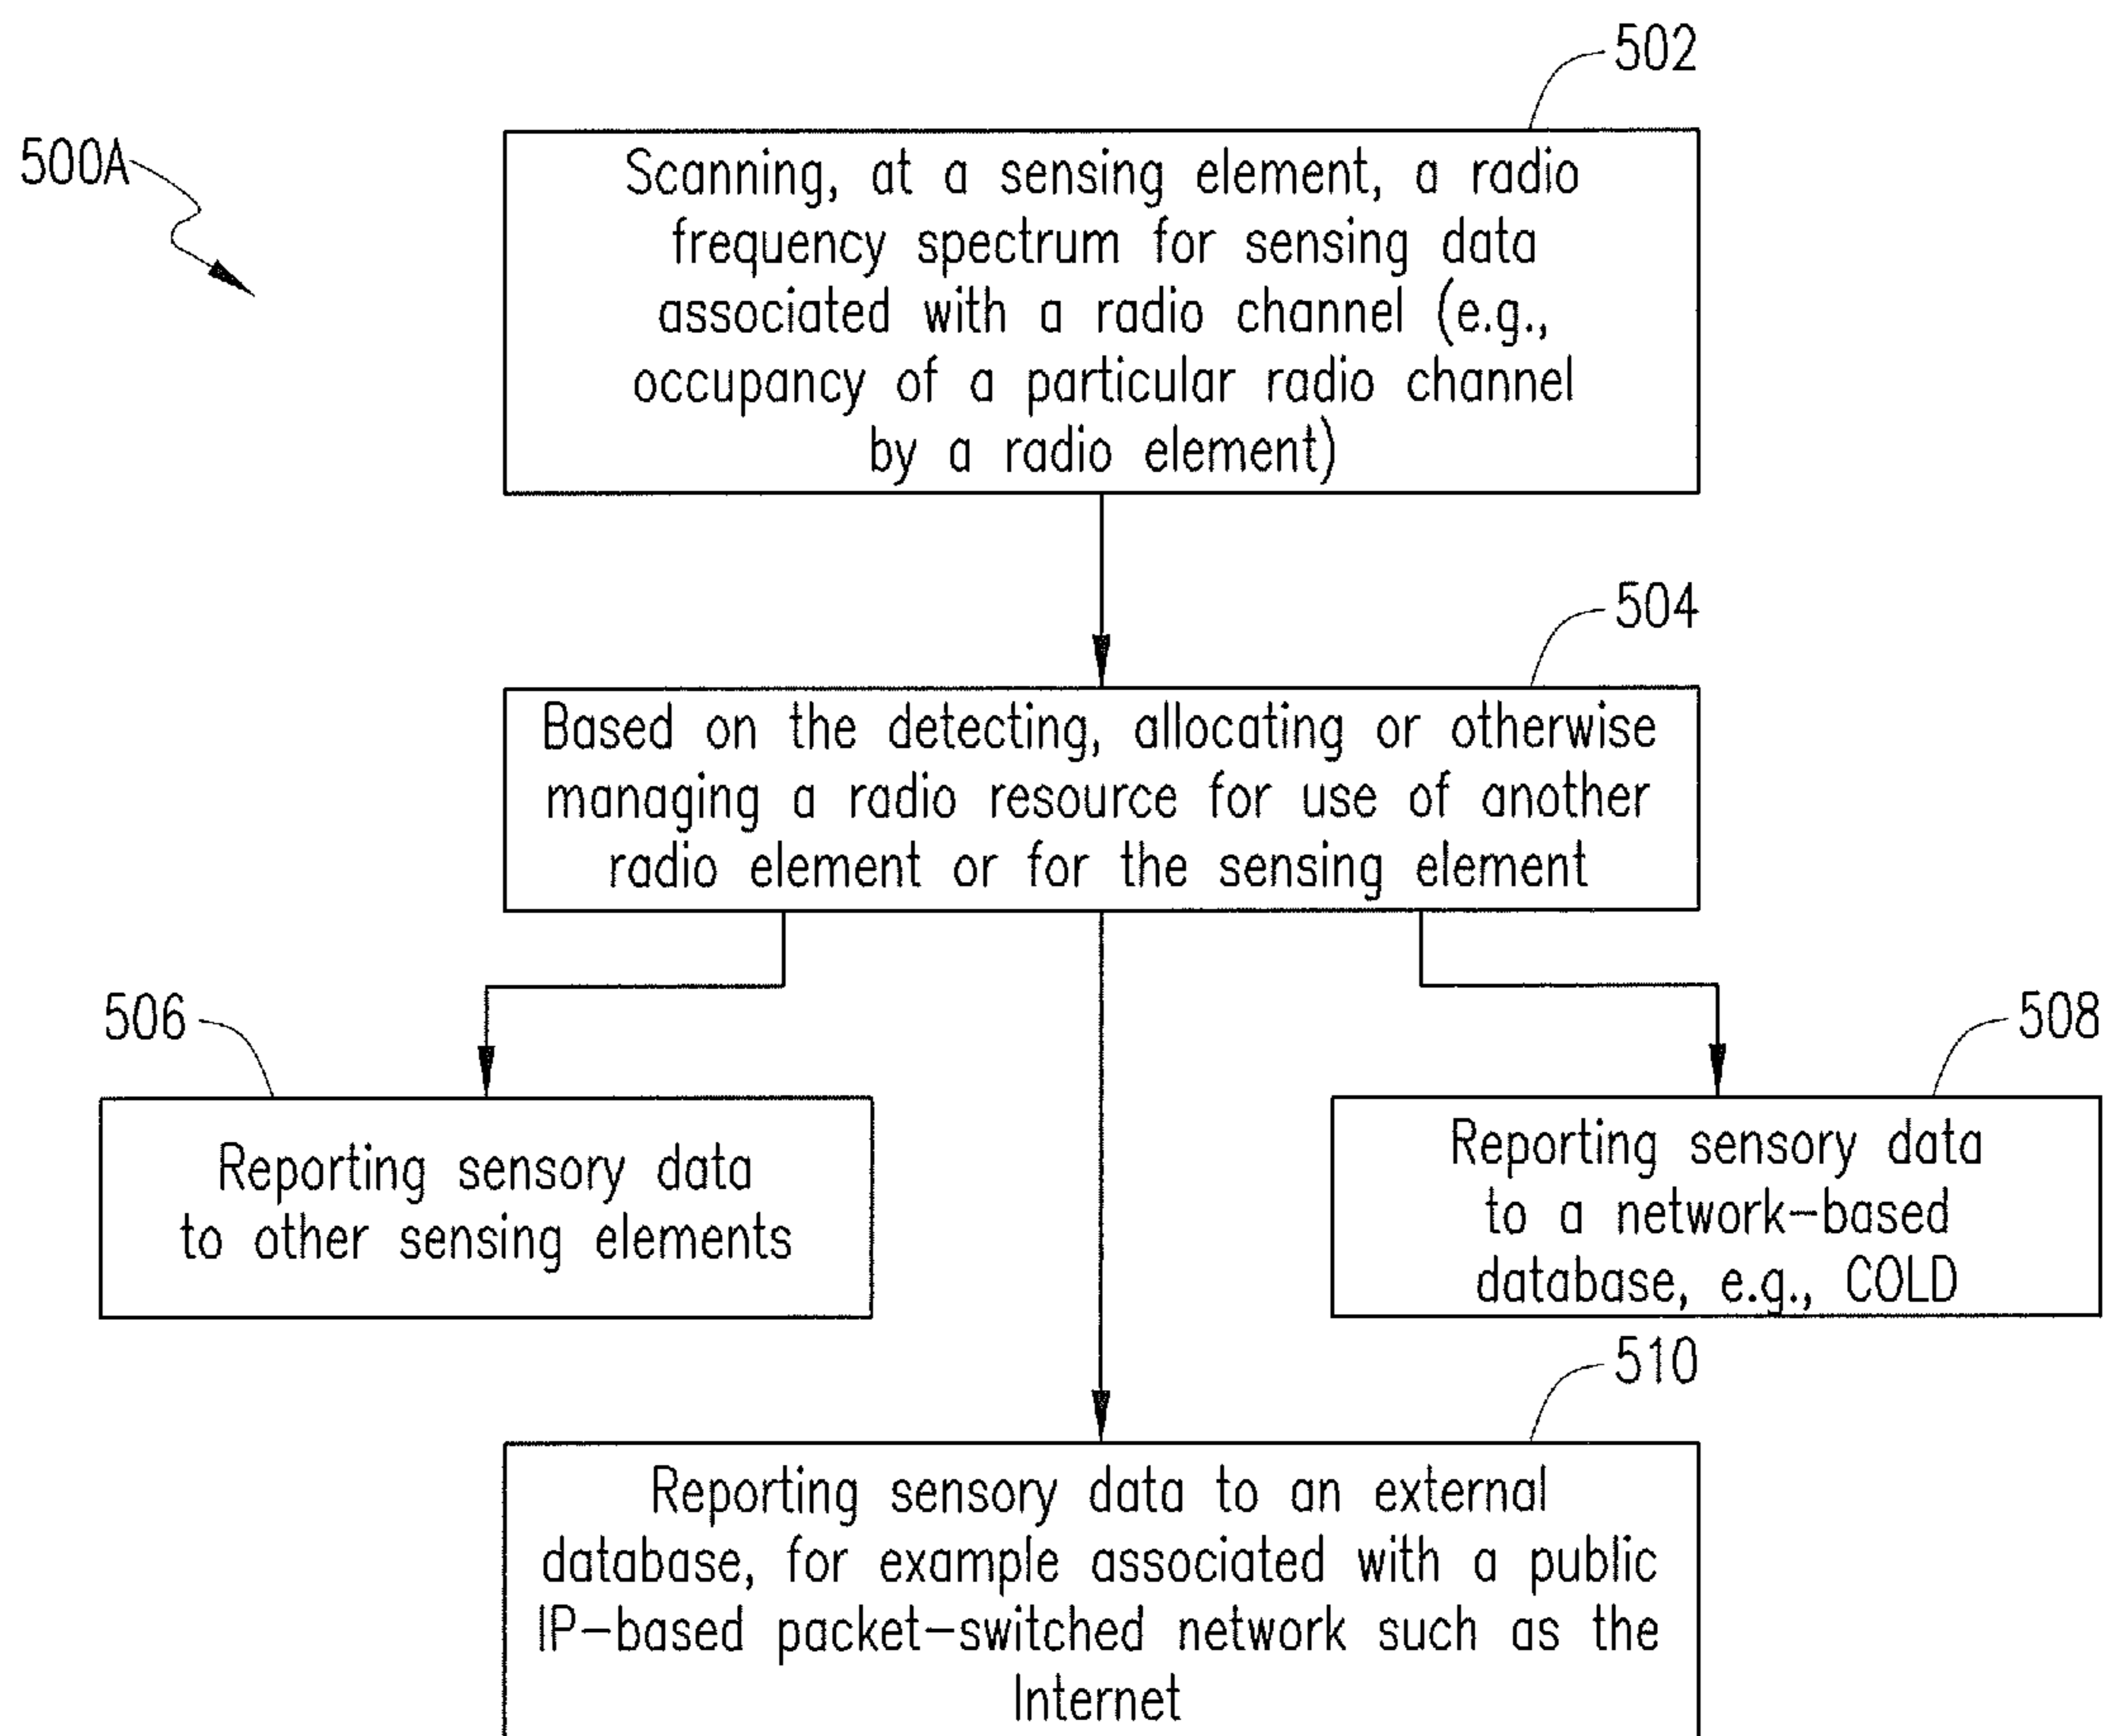 502
500A
Scanning, at a sensing element, a radio
frequency spectrum for sensing data
associated with a radio channel (e.g.,
occupancy of a particular radio channel
by a radio element)
504
Based on the detecting, allocating or otherwise
managing a radio resource for use of another
radio element or for the sensing element
506
Reporting sensory data
to other sensing elements
508
Reporting sensory data
to a network-based
database, e.g., COLD
510
Reporting sensory data to an external
database, for example associated with a public
IP-based packet-switched network such as the
Internet